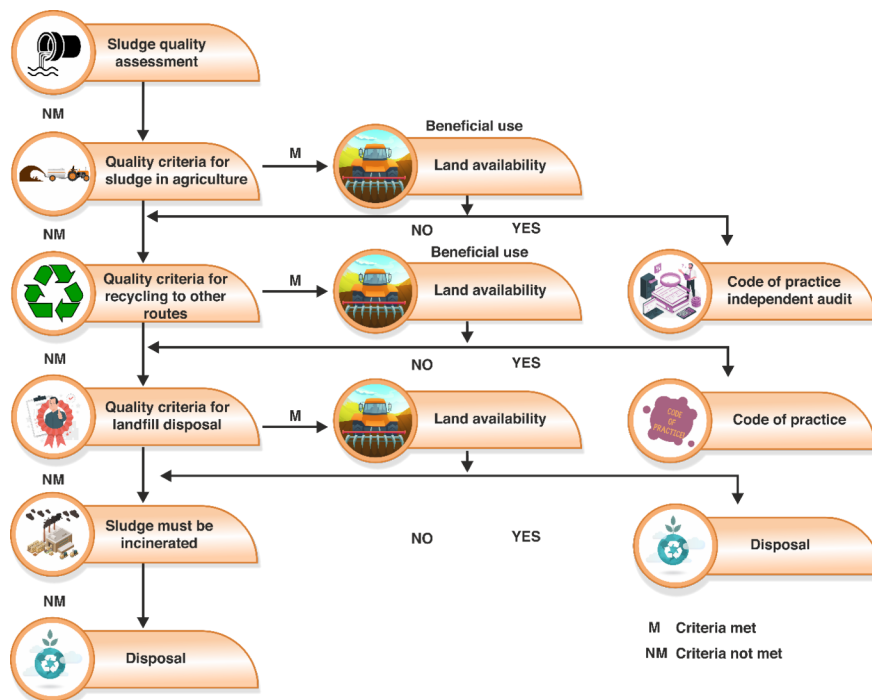 Sludge quality
assessment
NM
Beneficial use
Quality criteria for
sludge in agriculture
M
Land availability
NM
NO
YES
Beneficial use
Quality criteria for
recycling to other
routes
M
Land availability
Code of practice
independent audit
NM
NO
YES
Quality criteria for
landfill disposal
M
Land availability
CODE
OF
PRACTICE
Code of practice
NM
Sludge must be
incinerated
NO
YES
Disposal
NM
Disposal
M Criteria met
NM Criteria not met